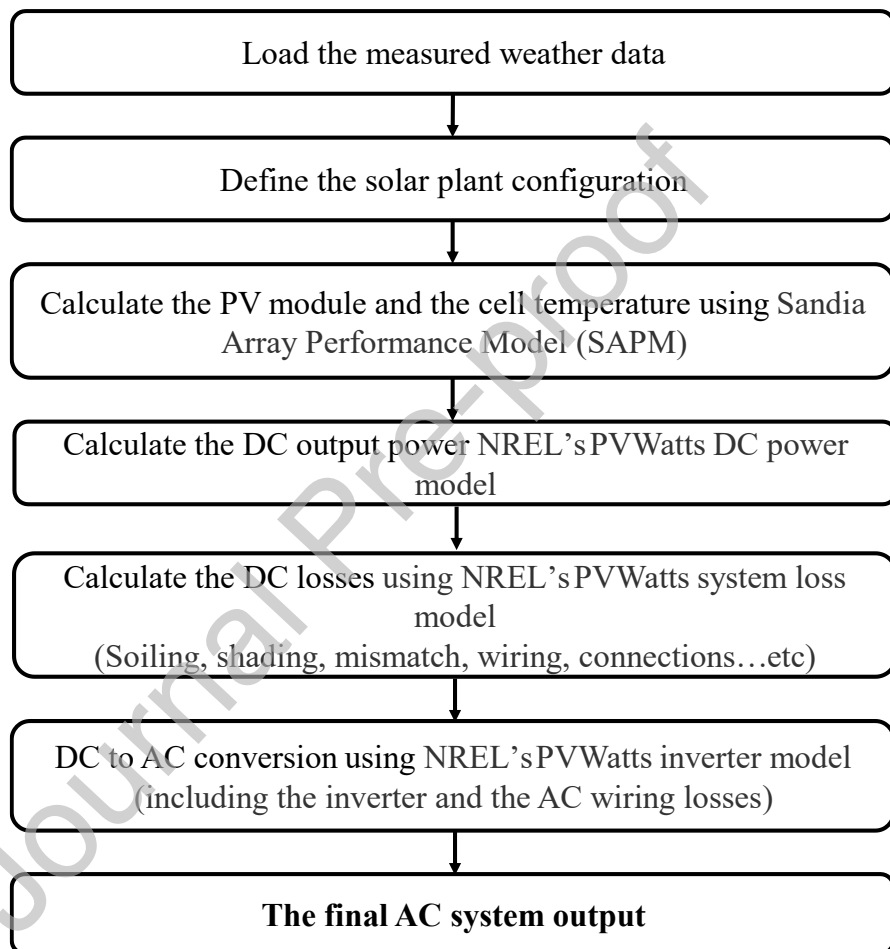 Load the measured weather data
Define the solar plant configuration
Calculate the PV module and the cell temperature using Sandia
Array Performance Model (SAPM)
Calculate the DC output power NREL's PVWatts DC power
model
Calculate the DC losses using NREL's PVWatts system loss
model
(Soiling, shading, mismatch, wiring, connections…etc)
DC to AC conversion using NREL's PVWatts inverter model
(including the inverter and the AC wiring losses)
The final AC system output
Journal Pre-proof